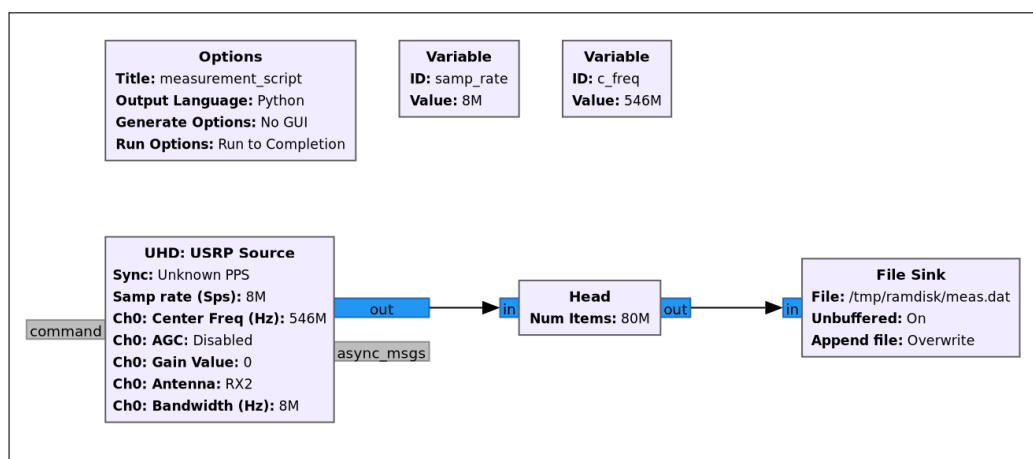 Options
Title: measurement_script
Output Language: Python
Generate Options: No GUI
Run Options: Run to Completion
Variable
ID: samp_rate
Value: 8M
Variable
ID: c_freq
Value: 546M
command
UHD: USRP Source
Sync: Unknown PPS
Samp rate (Sps): 8M
Ch0: Center Freq (Hz): 546M
Ch0: AGC: Disabled
Ch0: Gain Value: 0
Ch0: Antenna: RX2
Ch0: Bandwidth (Hz): 8M
out
async_msgs
in
Head
Num Items: 80M
out
in
File Sink
File: /tmp/ramdisk/meas.dat
Unbuffered: On
Append file: Overwrite